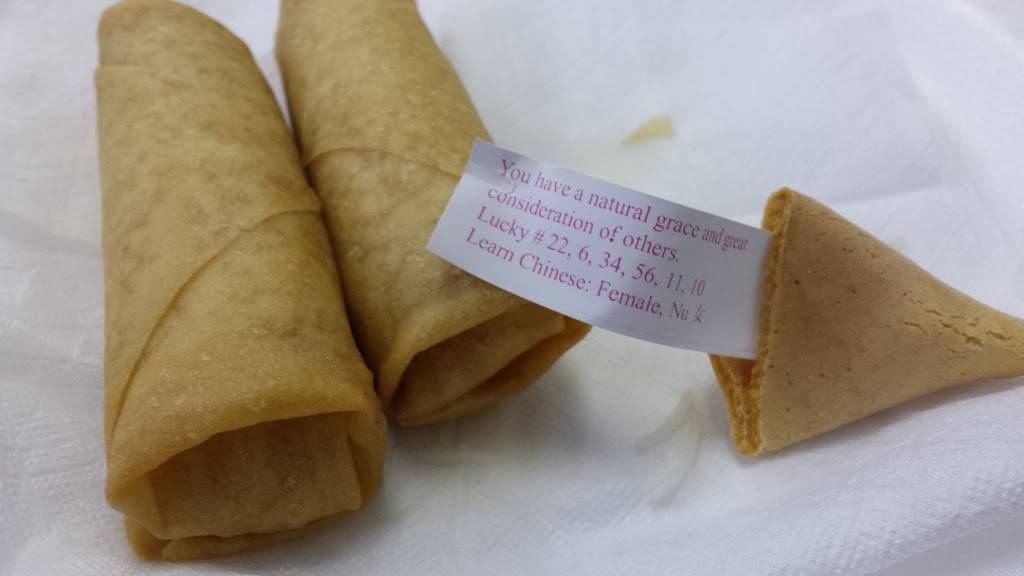 You have a natural grace and great
consideration of others.
Lucky # 22, 6, 34, 56, 11, 10
Learn Chinese: Female, Nu 女